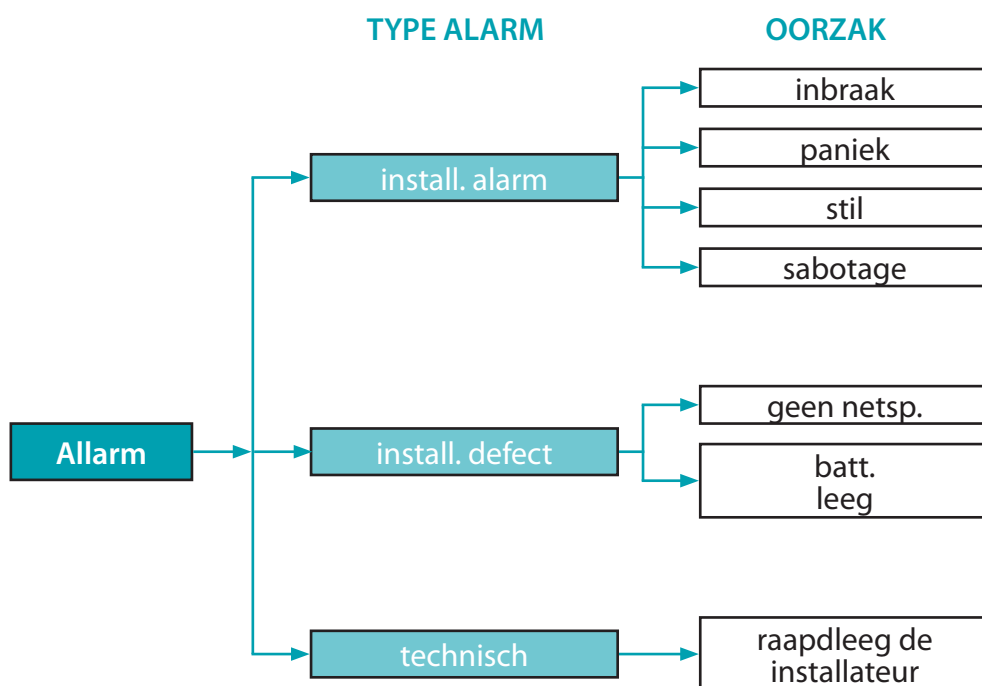 TYPE ALARM
OORZAK
inbraak
paniek
install. alarm
stil
sabotage
geen netsp.
Allarm
install. defect
batt.
leeg
technisch
raapdleeg de
installateur